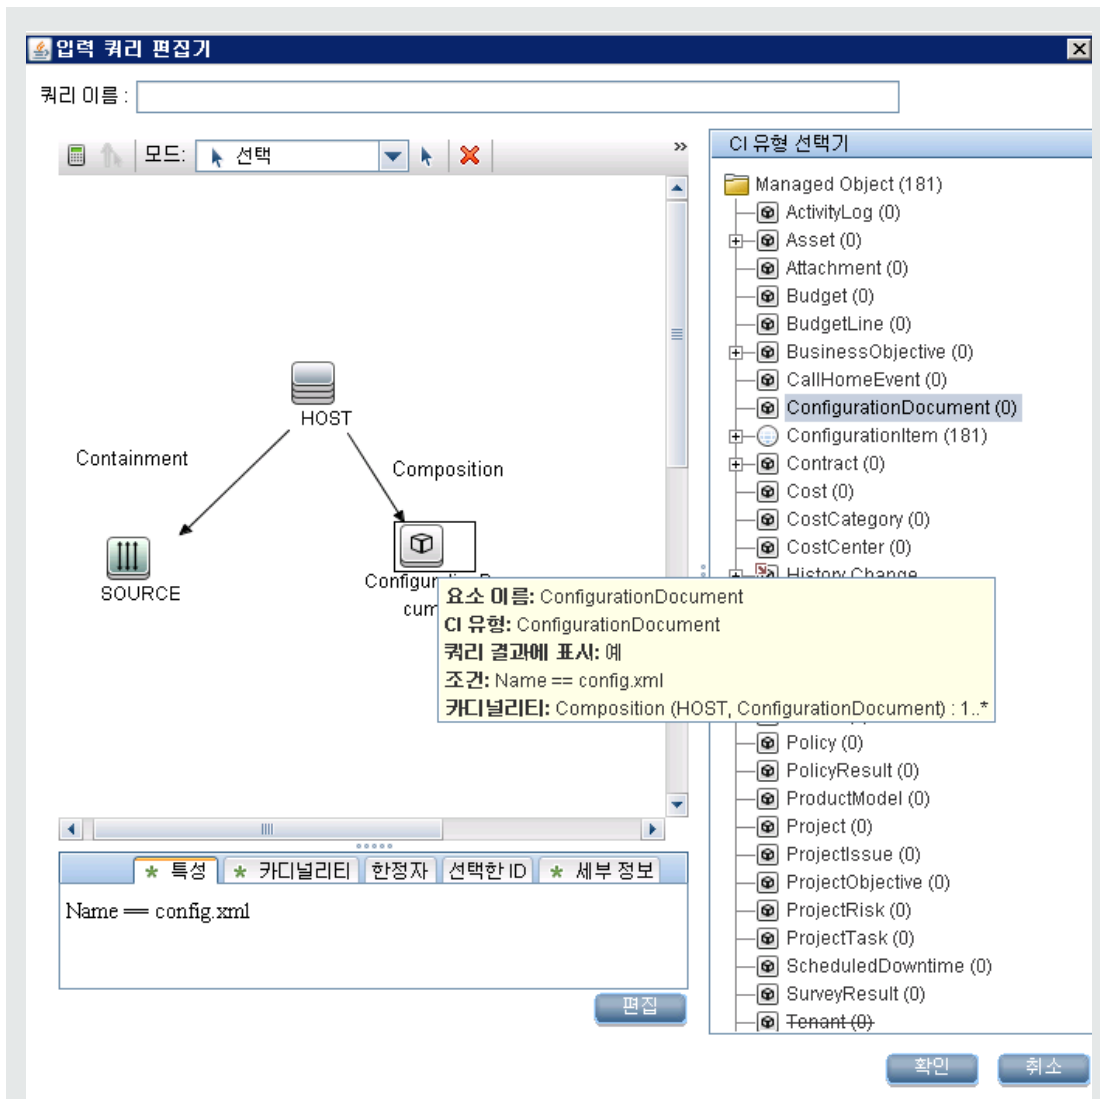 입력 쿼리 편집기
쿼리 이름 :
모드: 선택
»
HOST
Containment
Composition
SOURCE
요소 이름: ConfigurationDocument
CI 유형: ConfigurationDocument
쿼리 결과에 표시: 예
조건: Name == config.xml
카디널리티: Composition (HOST, ConfigurationDocument) : 1..*
특성 카디널리티 한정자 선택한 ID 세부 정보
Name == config.xml
편집
CI 유형 선택기
Managed Object (181)
ActivityLog (0)
Asset (0)
Attachment (0)
Budget (0)
BudgetLine (0)
BusinessObjective (0)
CallHomeEvent (0)
ConfigurationDocument (0)
ConfigurationItem (181)
Contract (0)
Cost (0)
CostCategory (0)
CostCenter (0)
History Change
Policy (0)
PolicyResult (0)
ProductModel (0)
Project (0)
ProjectIssue (0)
ProjectObjective (0)
ProjectRisk (0)
ProjectTask (0)
ScheduledDowntime (0)
SurveyResult (0)
Tenant (0)
확인
취소